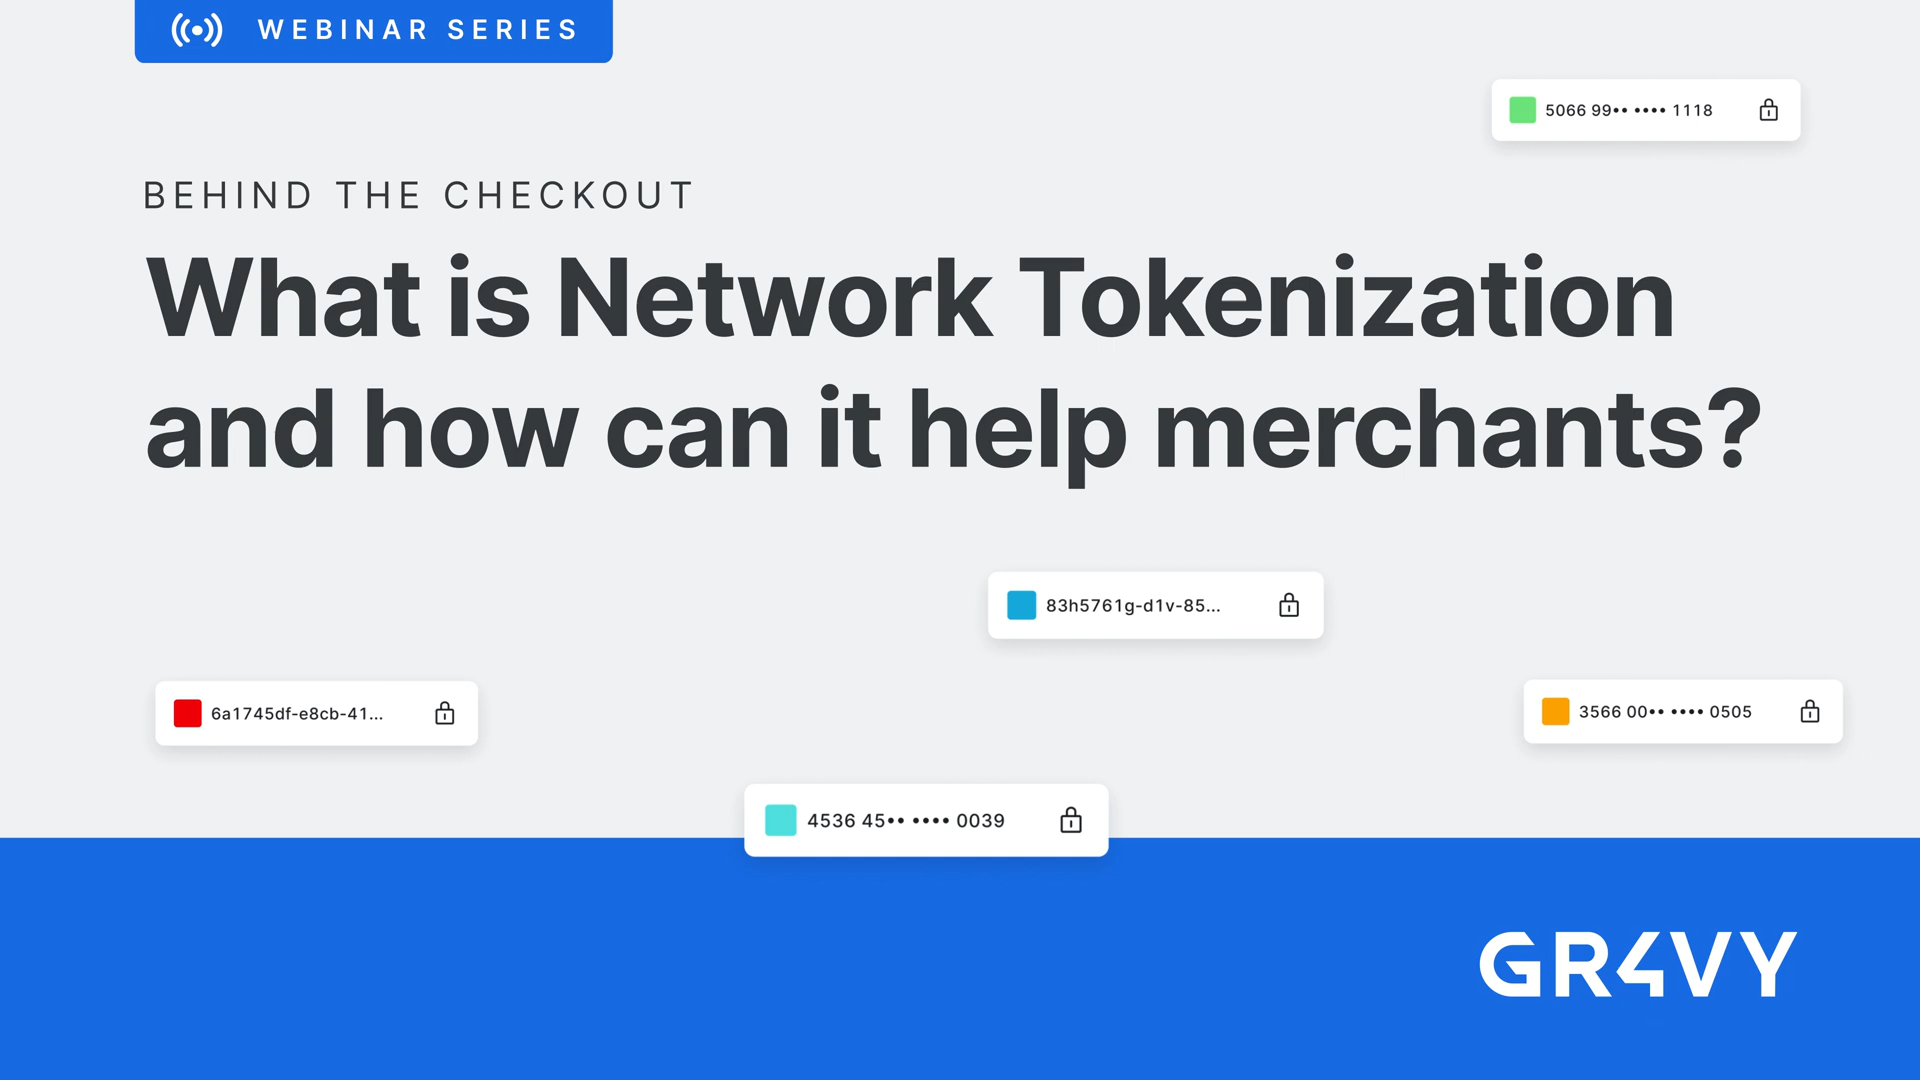 WEBINAR SERIES
5066 99•• •••• 1118
BEHIND THE CHECKOUT
What is Network Tokenization
and how can it help merchants?
83h5761g-d1v-85...
6a1745df-e8cb-41...
3566 00•• •••• 0505
4536 45•• •••• 0039
GR4VY